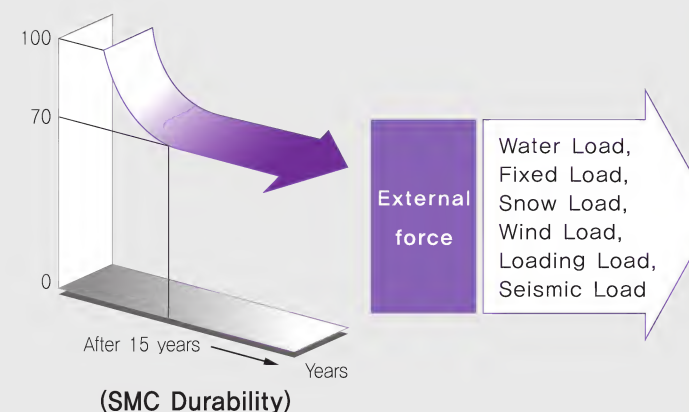 100
70
0
After 15 years
Years
(SMC Durability)
External
force
Water Load,
Fixed Load,
Snow Load,
Wind Load,
Loading Load,
Seismic Load